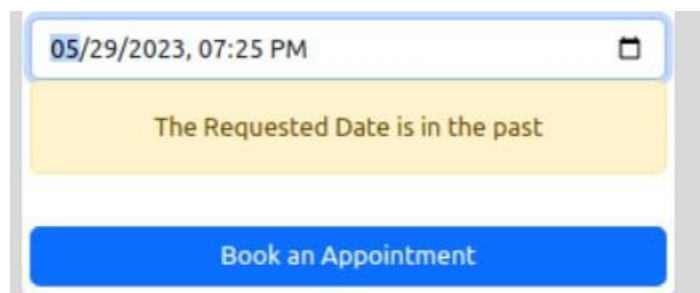 05/29/2023, 07:25 PM
The Requested Date is in the past
Book an Appointment